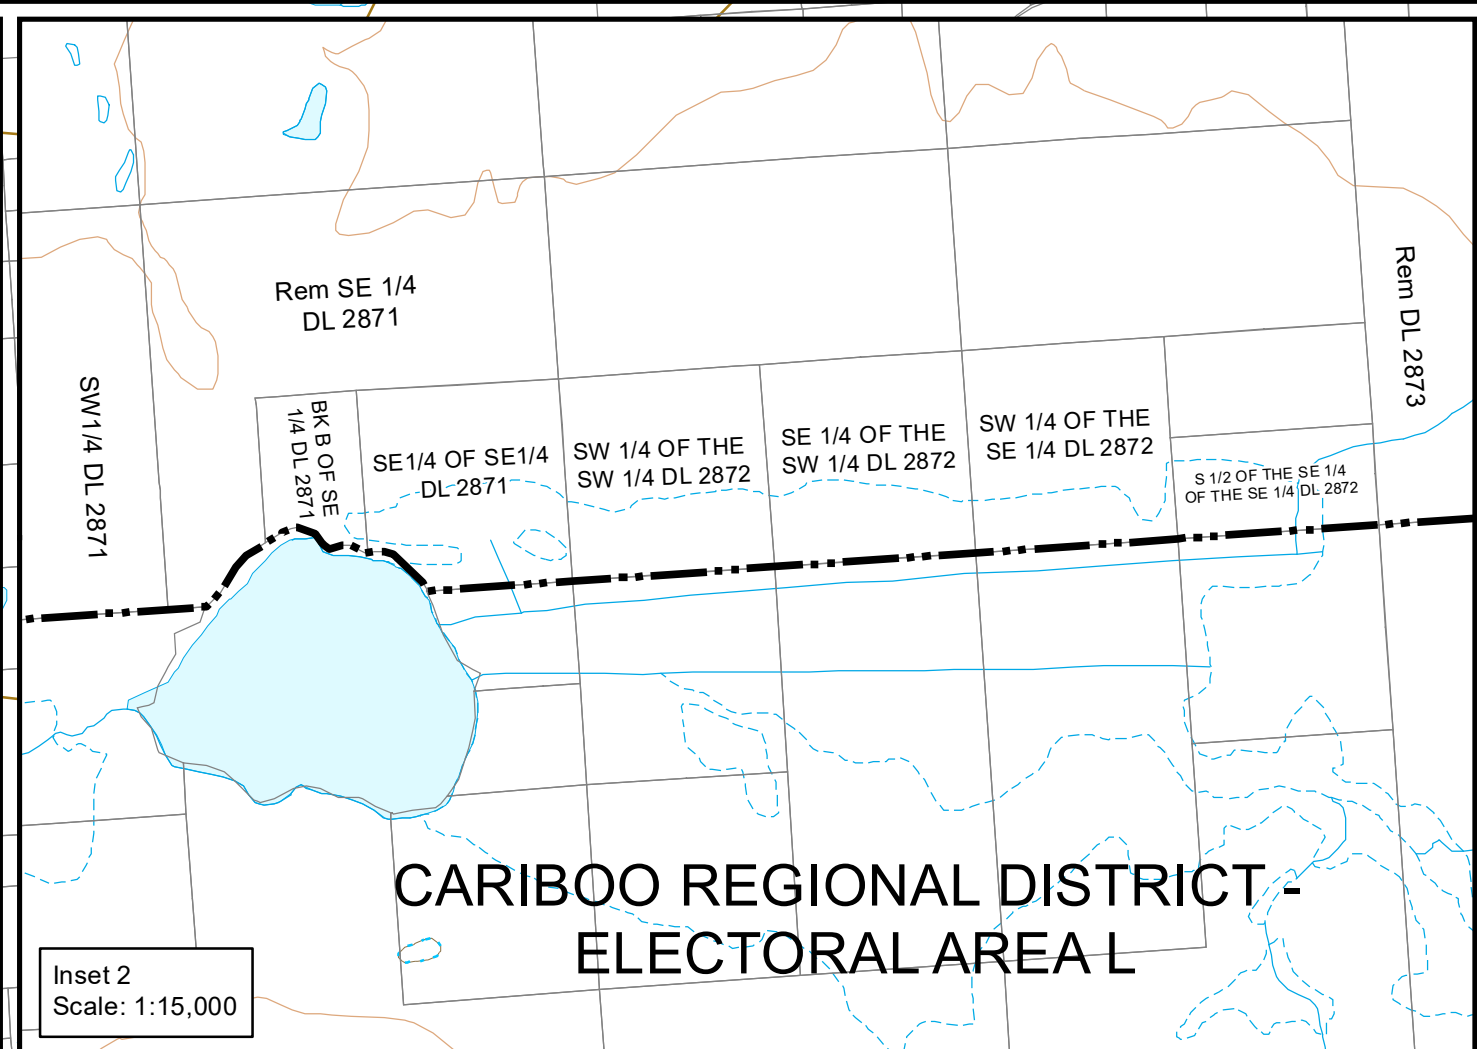 Rem SE 1/4
DL 2871
Rem DL 2873
SW1/4 DL 2871
BK B OF SE
1/4 DL 2871
SE1/4 OF SE1/4
DL 2871
SW 1/4 OF THE
SW 1/4 DL 2872
SE 1/4 OF THE
SW 1/4 DL 2872
SW 1/4 OF THE
SE 1/4 DL 2872
S 1/2 OF THE SE 1/4
OF THE SE 1/4 DL 2872
CARIBOO REGIONAL DISTRICT -
ELECTORAL AREA L
Inset 2
Scale: 1:15,000